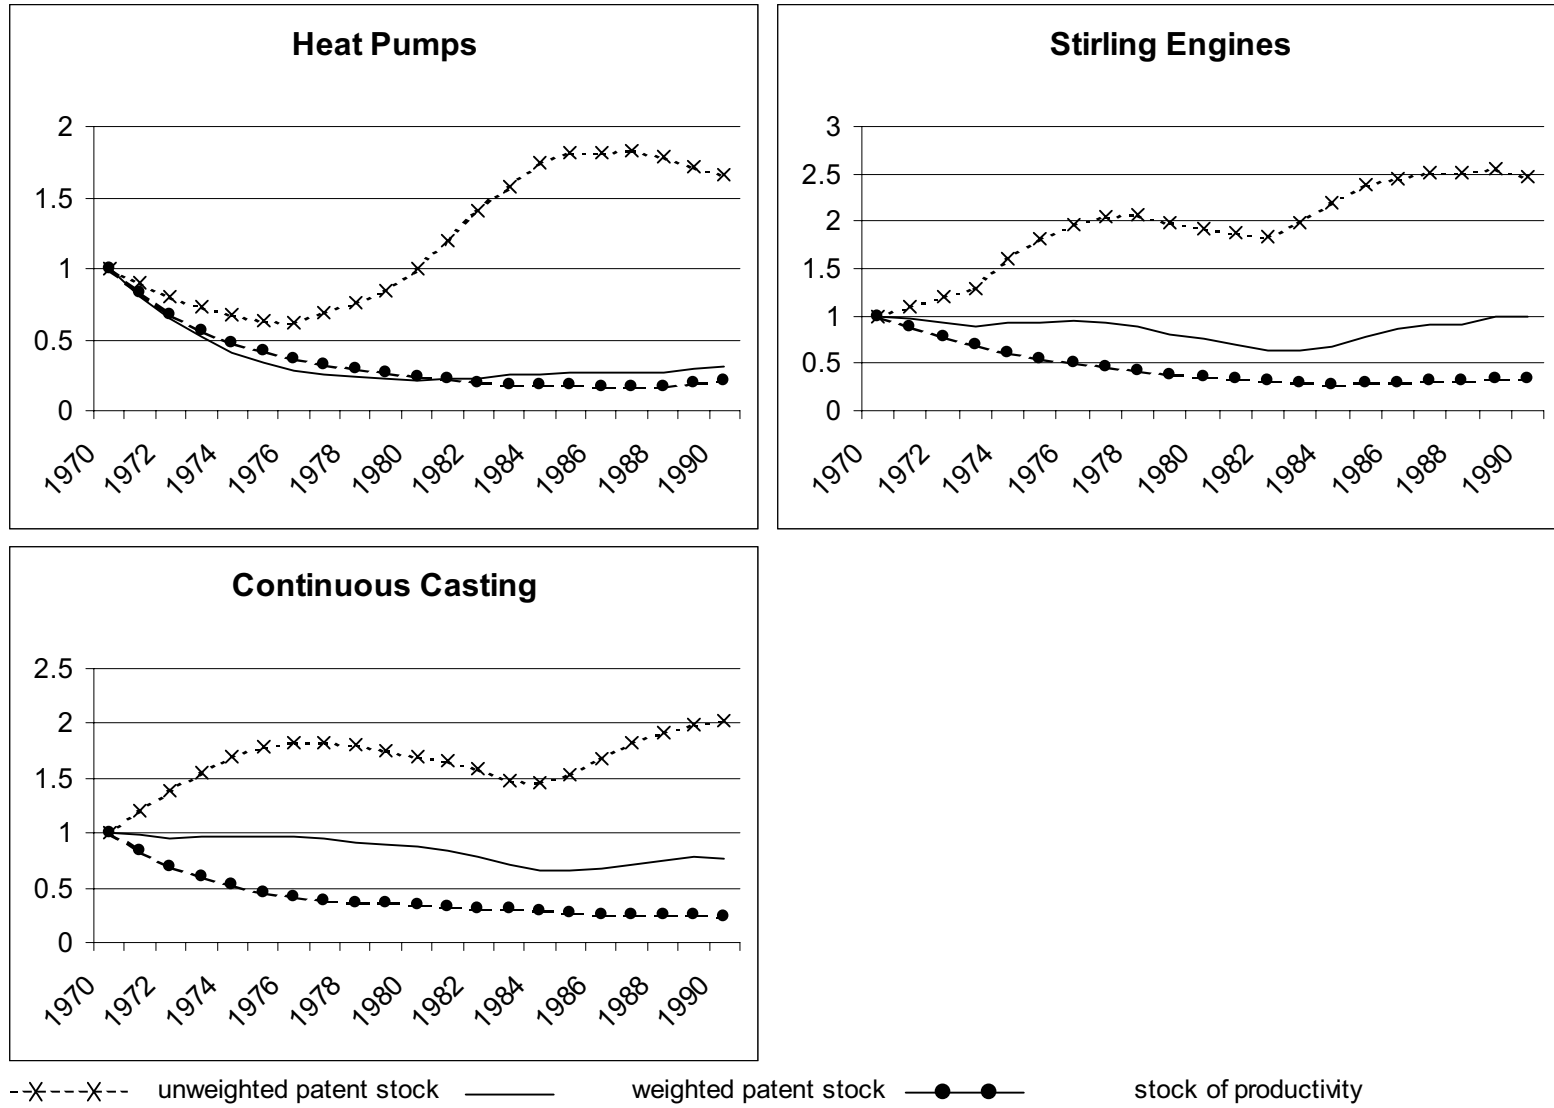 Heat Pumps
2
1.5
1
0.5
0
1970 1972 1974 1976 1978 1980 1982 1984 1986 1988 1990
Stirling Engines
3
2.5
2
1.5
1
0.5
0
1970 1972 1974 1976 1978 1980 1982 1984 1986 1988 1990
Continuous Casting
2.5
2
1.5
1
0.5
0
1970 1972 1974 1976 1978 1980 1982 1984 1986 1988 1990
unweighted patent stock weighted patent stock stock of productivity